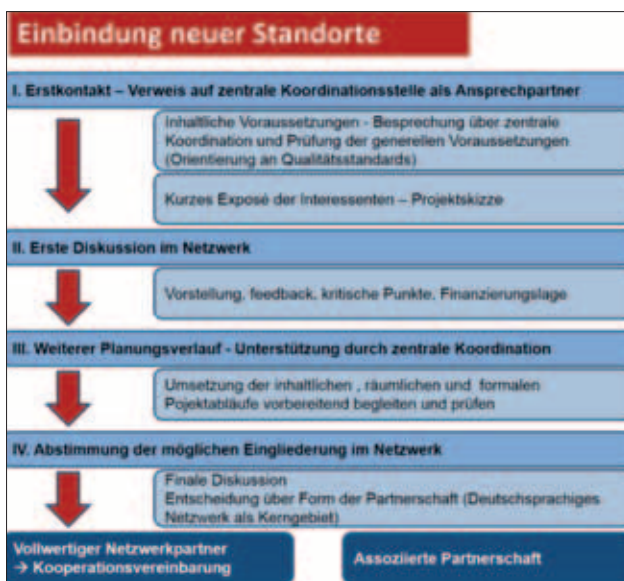 Einbindung neuer Standorte
I. Erstkontakt – Verweis auf zentrale Koordinationsstelle als Ansprechpartner
Inhaltliche Voraussetzungen - Besprechung über zentrale
Koordination und Prüfung der generellen Voraussetzungen
(Orientierung an Qualitätsstandards)
Kurzes Exposé der Interessenten – Projektskizze
II. Erste Diskussion im Netzwerk
Vorstellung, feedback, kritische Punkte, Finanzierungslage
III. Weiterer Planungsverlauf - Unterstützung durch zentrale Koordination
Umsetzung der inhaltlichen , räumlichen und formalen
Pojektabläufe vorbereitend begleiten und prüfen
IV. Abstimmung der möglichen Eingliederung im Netzwerk
Finale Diskussion
Entscheidung über Form der Partnerschaft (Deutschsprachiges
Netzwerk als Kerngebiet)
Vollwertiger Netzwerkpartner
→ Kooperationsvereinbarung
Assoziierte Partnerschaft